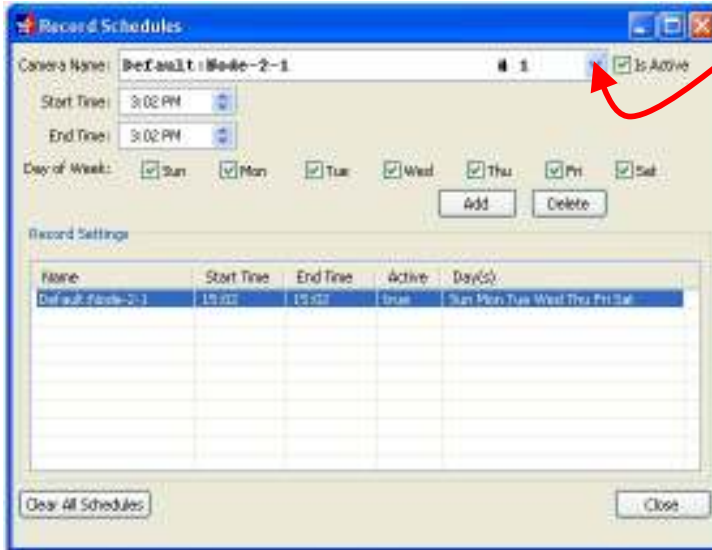 Record Schedules
Camera Name: Default:Node-2-1 # 1 Is Active
Start Time: 3:02 PM
End Time: 3:02 PM
Day of Week: Sun Mon Tue Wed Thu Fri Sat
Add Delete
Record Settings
Name Start Time End Time Active Day(s)
Default:Node-2-1 15:02 15:02 true Sun Mon Tue Wed Thu Fri Sat
Clear All Schedules Close